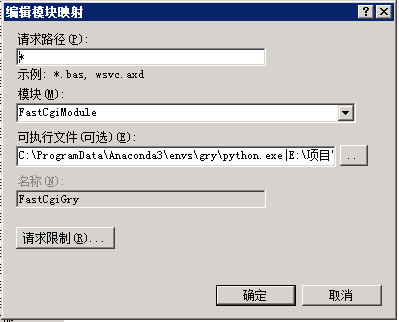 编辑模块映射
请求路径(P):
*
示例: *.bas, wsvc.axd
模块(M):
FastCgiModule
可执行文件(可选)(E):
C:\ProgramData\Anaconda3\envs\gry\python.exe|E:\项目
..
名称(N):
FastCgiGry
请求限制(R)...
确定
取消